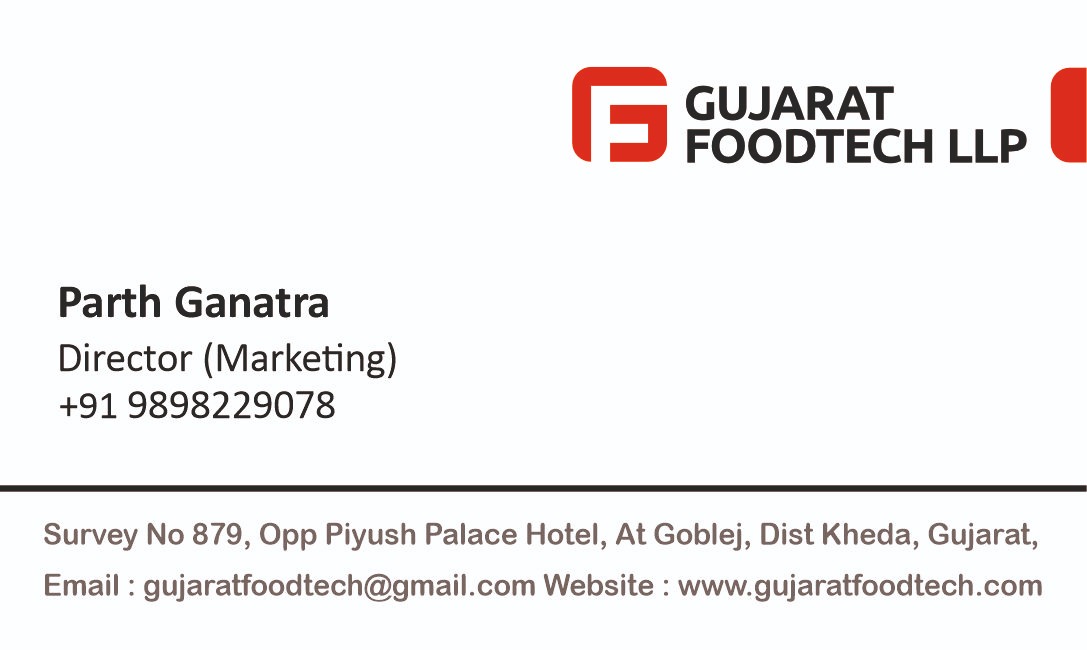 GUJARAT
FOODTECH LLP
Parth Ganatra
Director (Marketing)
+91 9898229078
Survey No 879, Opp Piyush Palace Hotel, At Goblej, Dist Kheda, Gujarat,
Email : gujaratfoodtech@gmail.com Website : www.gujaratfoodtech.com